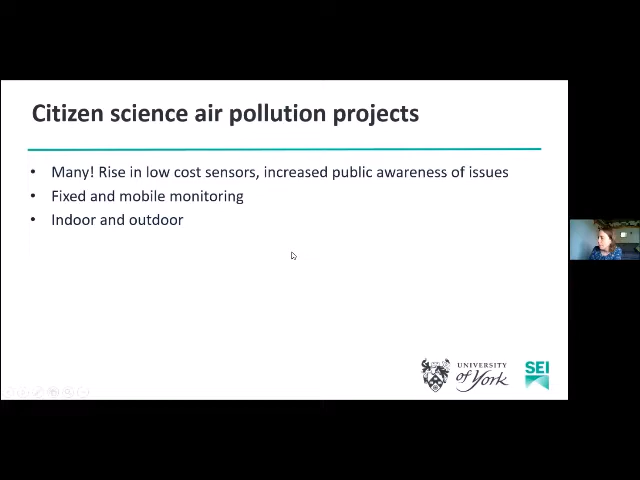 Citizen science air pollution projects
• Many! Rise in low cost sensors, increased public awareness of issues
• Fixed and mobile monitoring
• Indoor and outdoor
UNIVERSITY
of York
SEI